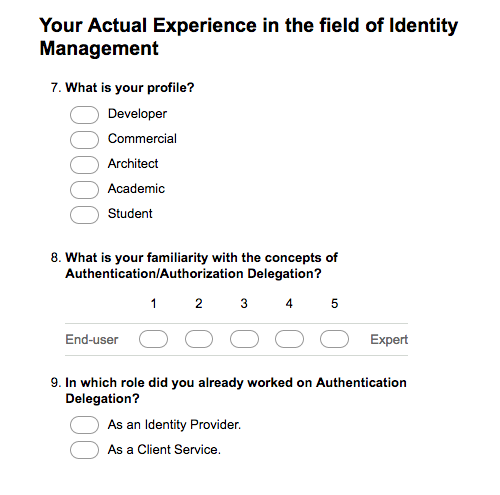 Your Actual Experience in the field of Identity
Management
7. What is your profile?
Developer
Commercial
Architect
Academic
Student
8. What is your familiarity with the concepts of
Authentication/Authorization Delegation?
1 2 3 4 5
End-user Expert
9. In which role did you already worked on Authentication
Delegation?
As an Identity Provider.
As a Client Service.